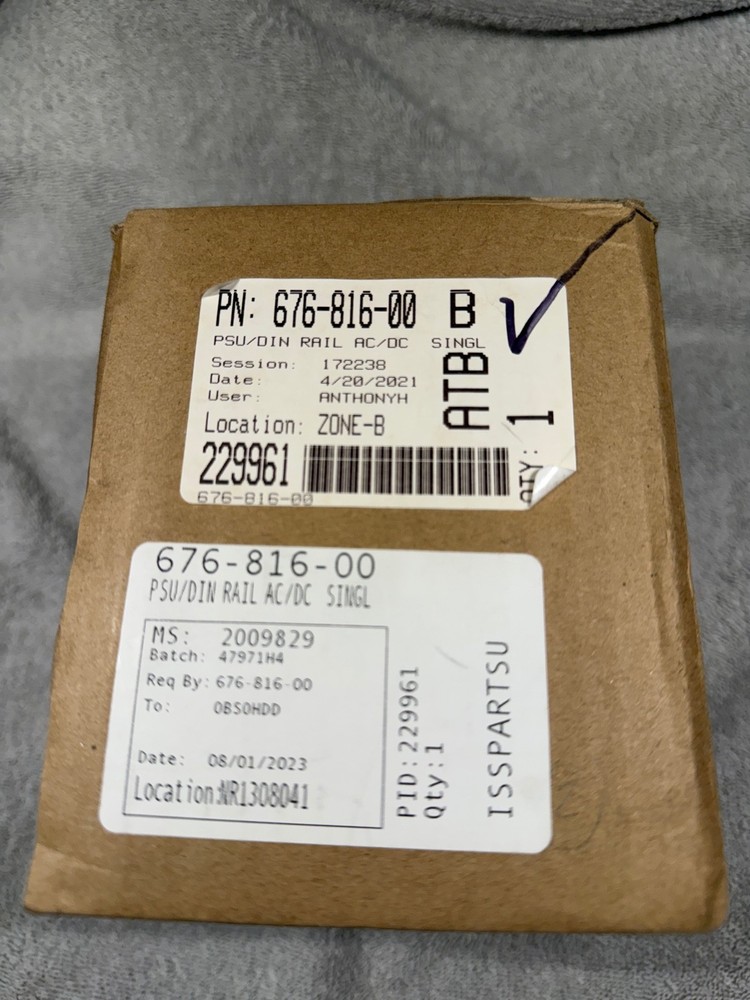 PN: 676-816-00 B
PSU/DIN RAIL AC/DC SINGL
Session: 172238
Date: 4/20/2021
User: ANTHONYH
Location: ZONE-B
229961
676-816-00
ATB
QTY: 1
676-816-00
PSU/DIN RAIL AC/DC SINGL
MS: 2009829
Batch: 47971H4
Req By: 676-816-00
To: OBSOHDD
Date: 08/01/2023
Location:NR1308041
PID:229961
Qty:1
ISSPARTSU